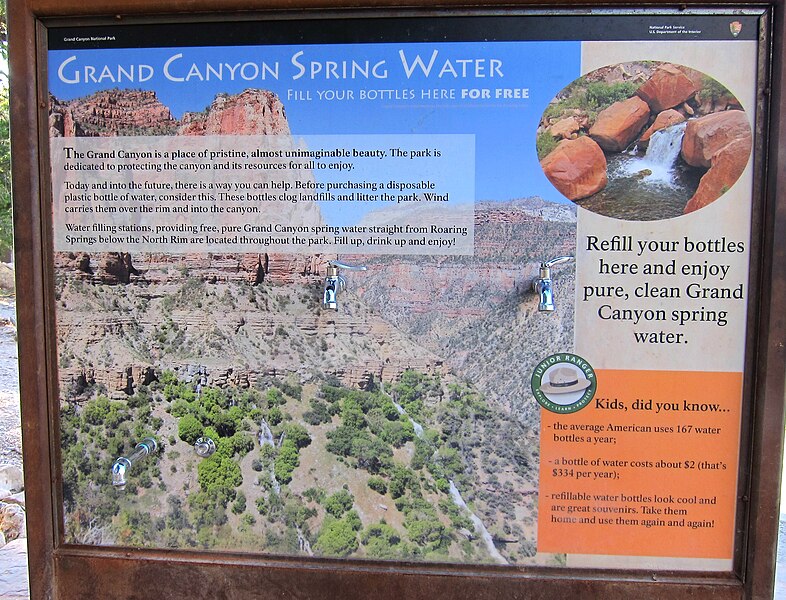 Grand Canyon National Park
National Park Service
U.S. Department of the Interior
GRAND CANYON SPRING WATER
FILL YOUR BOTTLES HERE FOR FREE
The Grand Canyon is a place of pristine, almost unimaginable beauty. The park is
dedicated to protecting the canyon and its resources for all to enjoy.
Today and into the future, there is a way you can help. Before purchasing a disposable
plastic bottle of water, consider this. These bottles clog landfills and litter the park. Wind
carries them over the rim and into the canyon.
Water filling stations, providing free, pure Grand Canyon spring water straight from Roaring
Springs below the North Rim are located throughout the park. Fill up, drink up and enjoy!
Refill your bottles
here and enjoy
pure, clean Grand
Canyon spring
water.
JUNIOR RANGER
EXPLORE • LEARN • PROTECT
Kids, did you know...
- the average American uses 167 water
bottles a year;
- a bottle of water costs about $2 (that's
$334 per year);
- refillable water bottles look cool and
are great souvenirs. Take them
home and use them again and again!